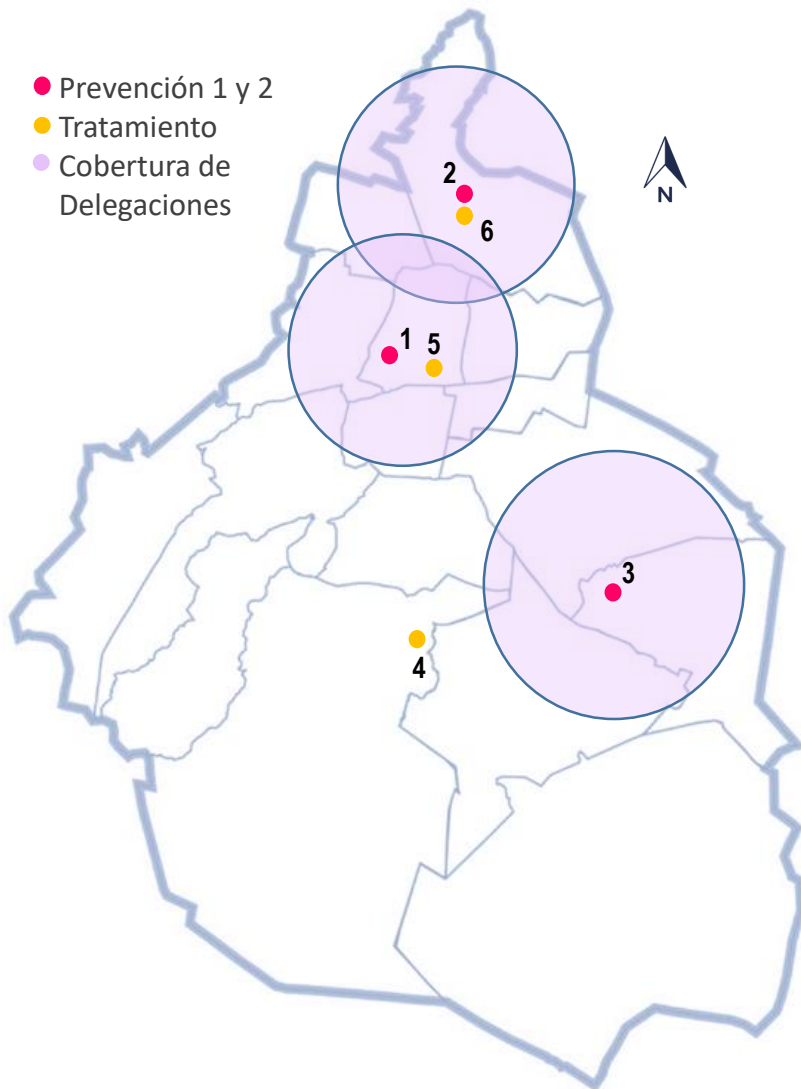 Prevención 1 y 2
Tratamiento
Cobertura de
Delegaciones
2
N
6
1
5
3
4